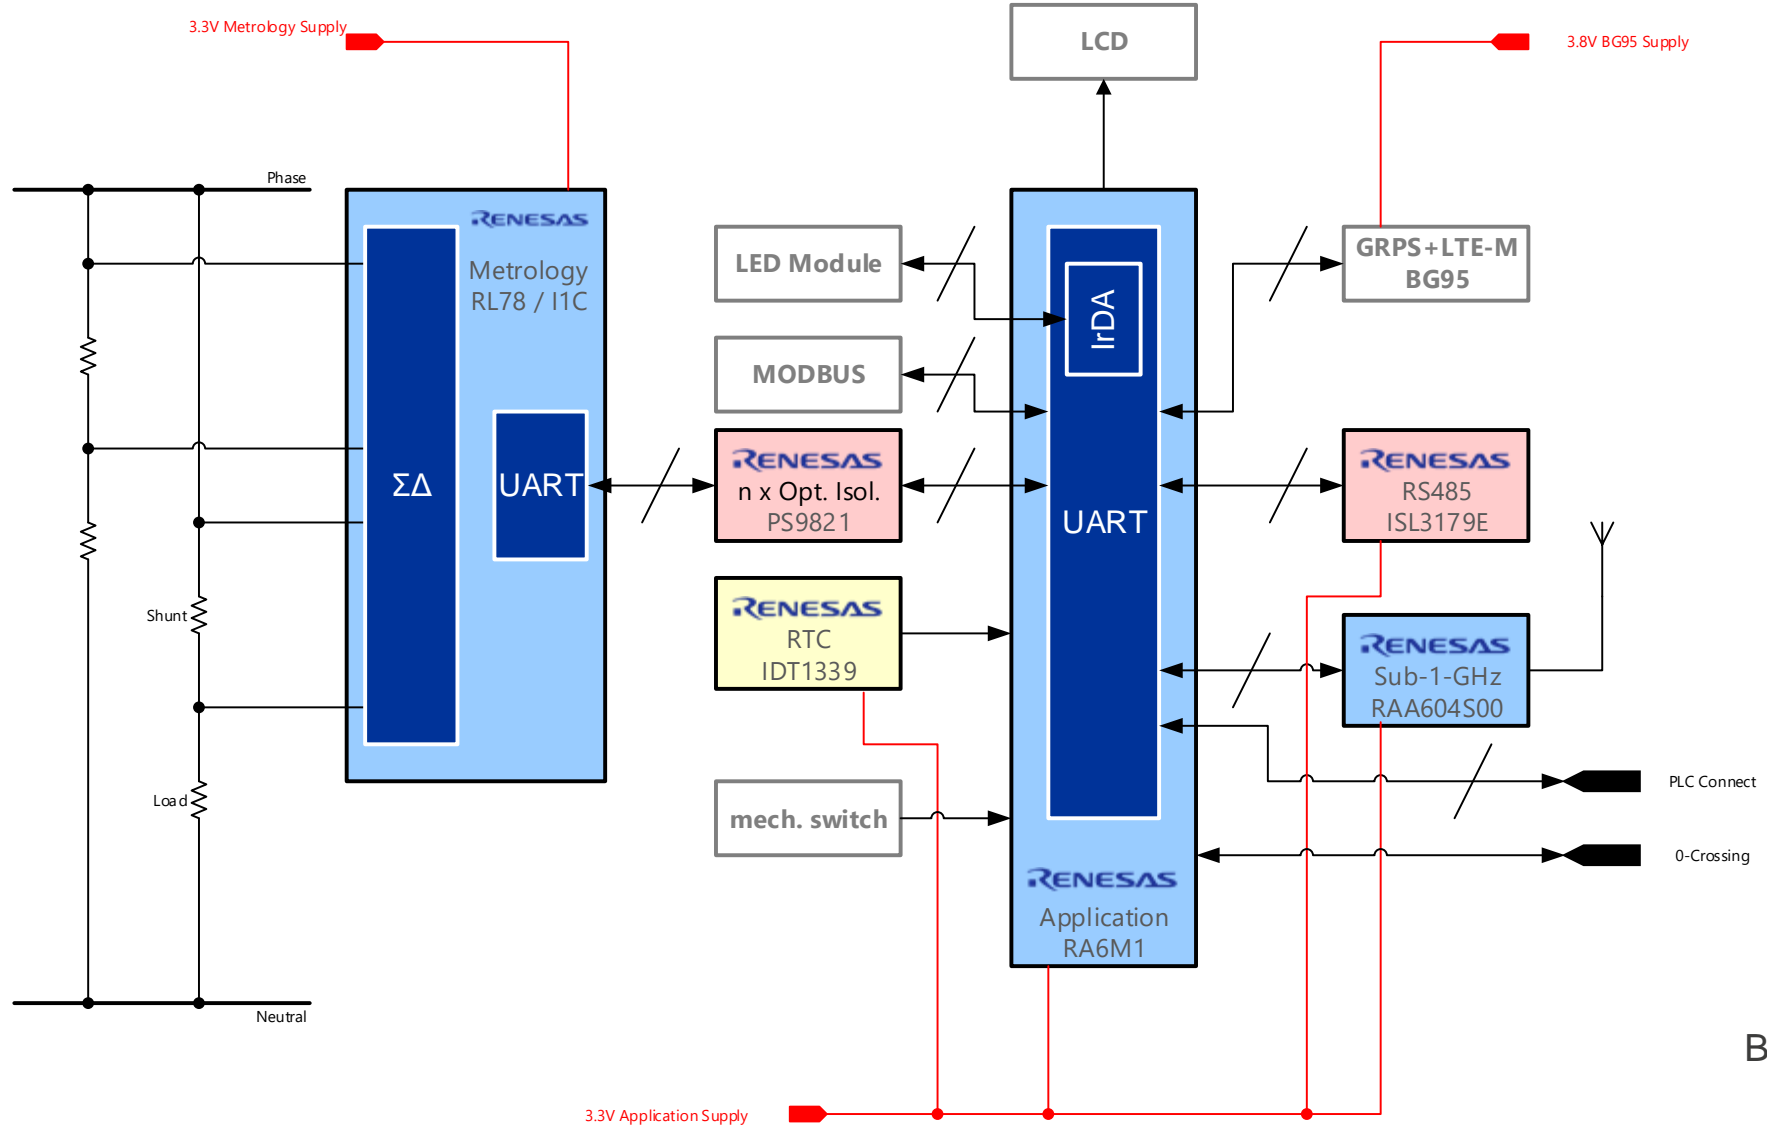 3.3V Metrology Supply
LCD
3.8V BG95 Supply
Phase
RENESAS
Metrology
RL78 / I1C
ΣΔ
UART
LED Module
MODBUS
RENESAS
n x Opt. Isol.
PS9821
RENESAS
RTC
IDT1339
mech. switch
IrDA
UART
RENESAS
Application
RA6M1
GRPS+LTE-M
BG95
RENESAS
RS485
ISL3179E
RENESAS
Sub-1-GHz
RAA604S00
PLC Connect
0-Crossing
Shunt
Load
Neutral
B
3.3V Application Supply